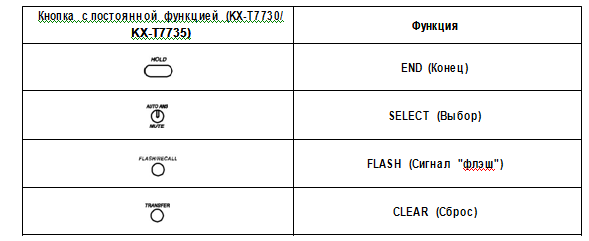 Кнопка с постоянной функцией (KX-T7730/
KX-T7735)
Функция
HOLD
END (Конец)
AUTO ANS
MUTE
SELECT (Выбор)
FLASH/RECALL
FLASH (Сигнал "флэш")
TRANSFER
CLEAR (Сброс)